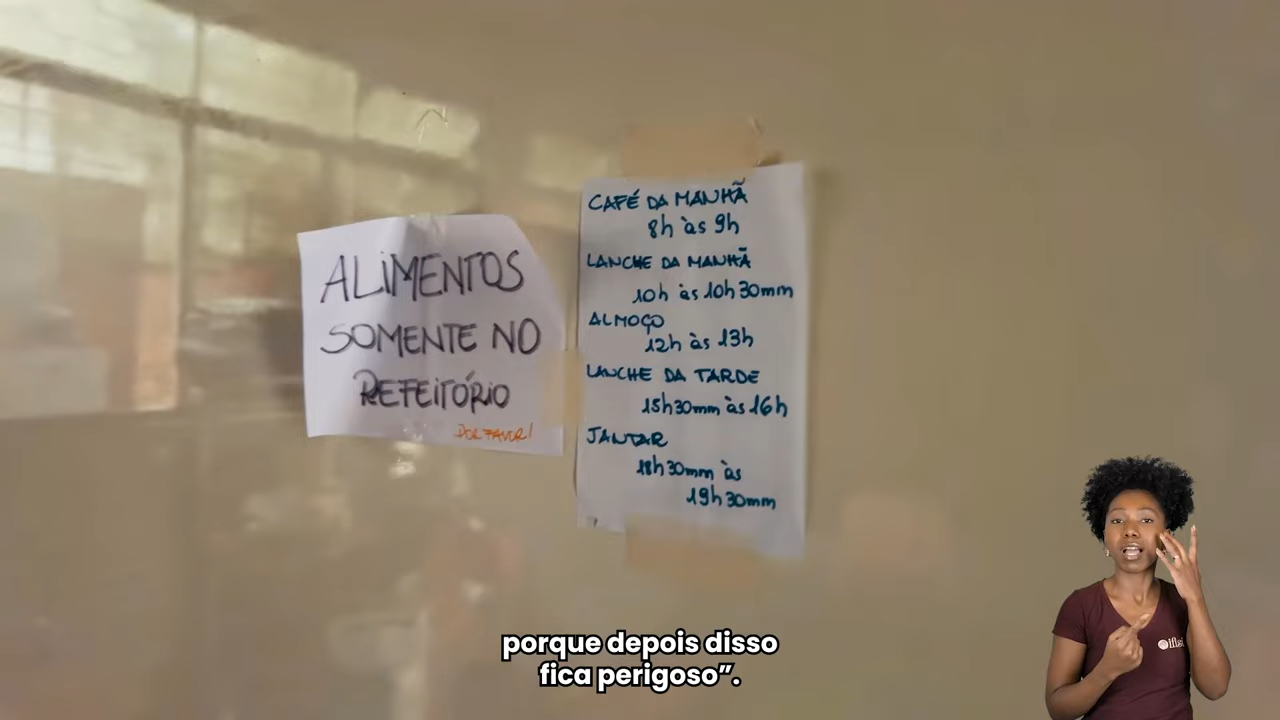 ALIMENTOS
SOMENTE NO
REFEITÓRIO
POR FAVOR!
CAFÉ DA MANHÃ
8h às 9h
LANCHE DA MANHÃ
10h às 10h30mm
ALMOÇO
12h às 13h
LANCHE DA TARDE
15h30mm às 16h
JANTAR
18h30mm às
19h30mm
porque depois disso
fica perigoso”.